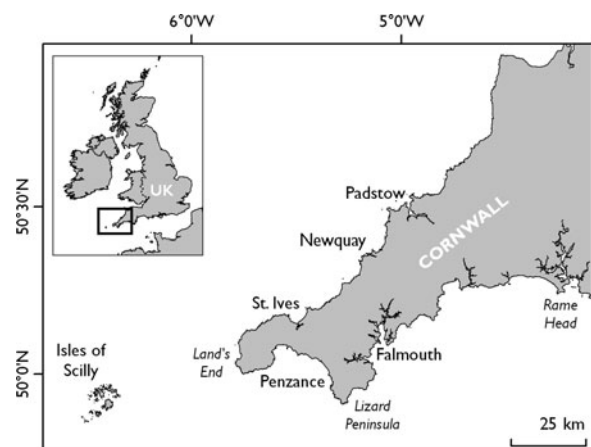 6°0'W
5°0'W
UK
50°30'N
Padstow
CORNWALL
Newquay
Rame
Head
St. Ives
Isles of
Scilly
Land's
End
Falmouth
50°0'N
Penzance
Lizard
Peninsula
25 km